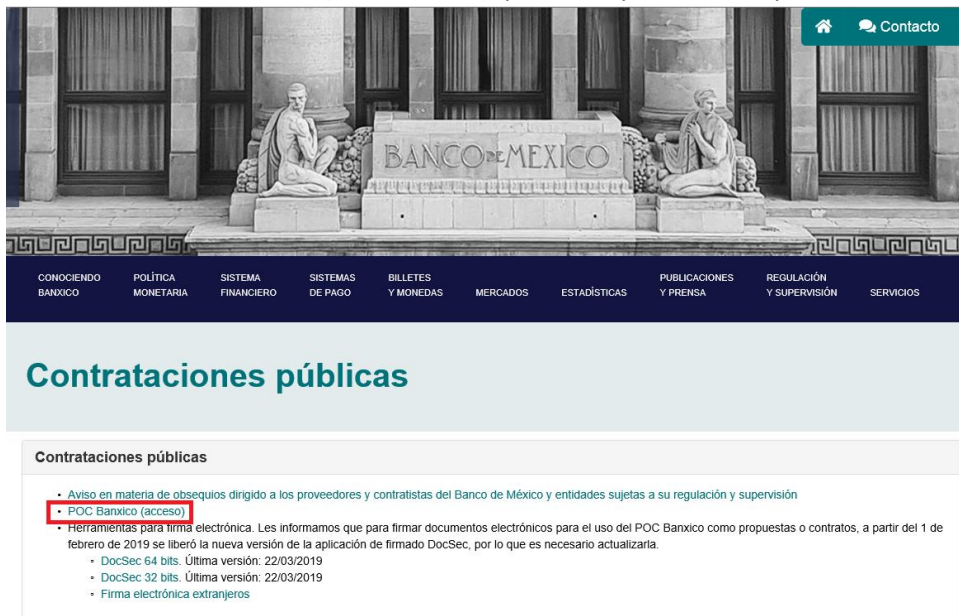 Contacto
BANCO DE MEXICO
CONOCIENDO BANXICO
POLÍTICA MONETARIA
SISTEMA FINANCIERO
SISTEMAS DE PAGO
BILLETES Y MONEDAS
MERCADOS
ESTADÍSTICAS
PUBLICACIONES Y PRENSA
REGULACIÓN Y SUPERVISIÓN
SERVICIOS
Contrataciones públicas
Contrataciones públicas
• Aviso en materia de obsequios dirigido a los proveedores y contratistas del Banco de México y entidades sujetas a su regulación y supervisión
• POC Banxico (acceso)
• Herramientas para firma electrónica. Les informamos que para firmar documentos electrónicos para el uso del POC Banxico como propuestas o contratos, a partir del 1 de
febrero de 2019 se liberó la nueva versión de la aplicación de firmado DocSec, por lo que es necesario actualizarla.
DocSec 64 bits. Última versión: 22/03/2019
DocSec 32 bits. Última versión: 22/03/2019
Firma electrónica extranjeros